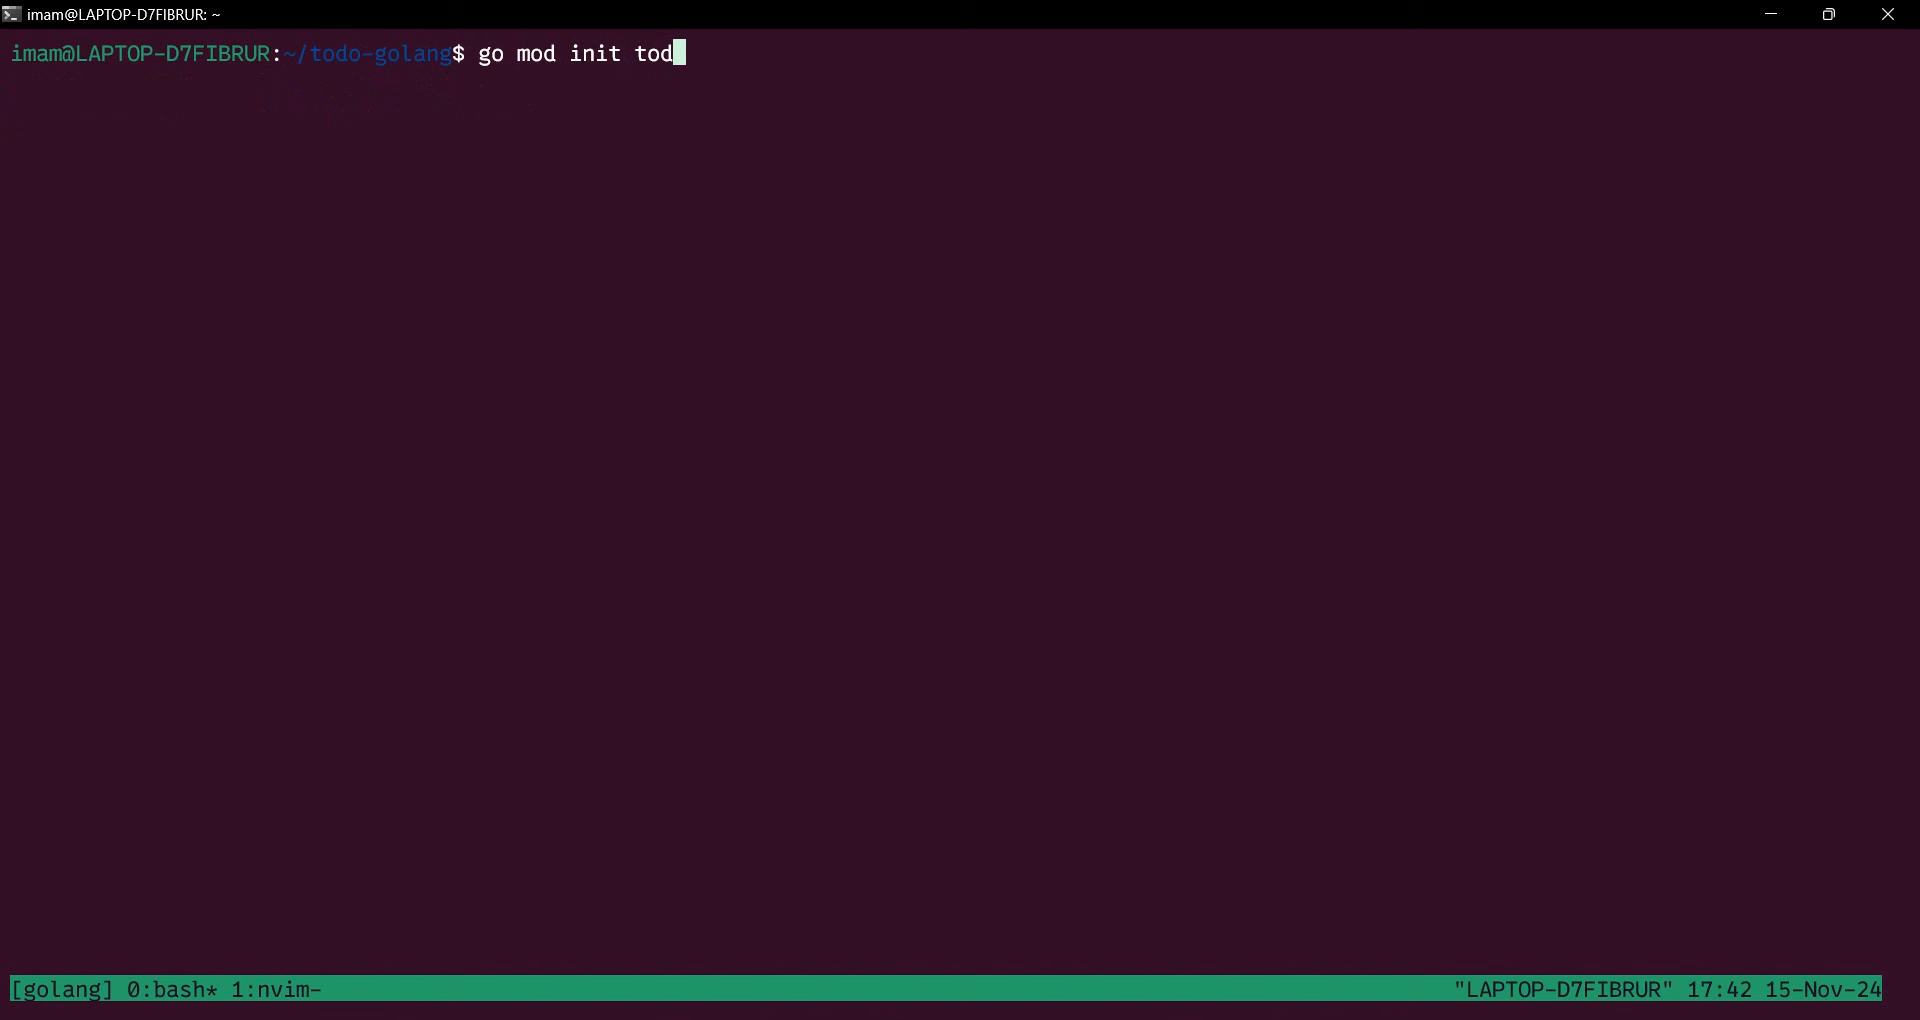 imam@LAPTOP-D7FIBRUR: ~
imam@LAPTOP-D7FIBRUR:~/todo-golang$ go mod init tod
[golang] 0:bash* 1:nvim- "LAPTOP-D7FIBRUR" 17:42 15-Nov-24